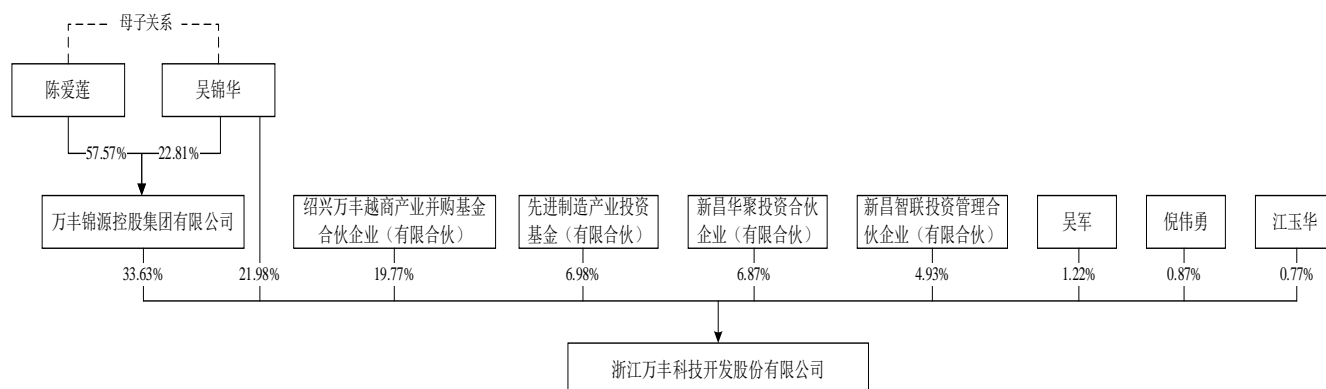 母子关系
陈爱莲
吴锦华
57.57%
22.81%
万丰锦源控股集团有限公司
绍兴万丰越商产业并购基金
合伙企业（有限合伙）
先进制造产业投资
基金（有限合伙）
新昌华聚投资合伙
企业（有限合伙）
新昌智联投资管理合
伙企业（有限合伙）
吴军
倪伟勇
江玉华
33.63%
21.98%
19.77%
6.98%
6.87%
4.93%
1.22%
0.87%
0.77%
浙江万丰科技开发股份有限公司